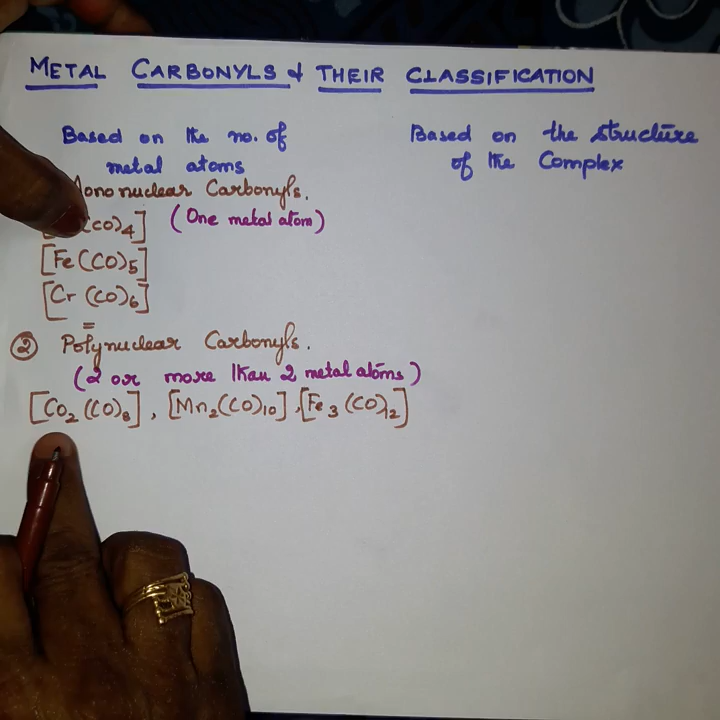 METAL CARBONYLS & THEIR CLASSIFICATION
Based on the no. of
metal atoms
Based on the structure
of the Complex
Mononuclear Carbonyls.
(CO)4] (One metal atom)
[Fe(CO)5]
[Cr(CO)6]
② Polynuclear Carbonyls.
(2 or more than 2 metal atoms)
[Co2(CO)8], [Mn2(CO)10], [Fe3(CO)12]